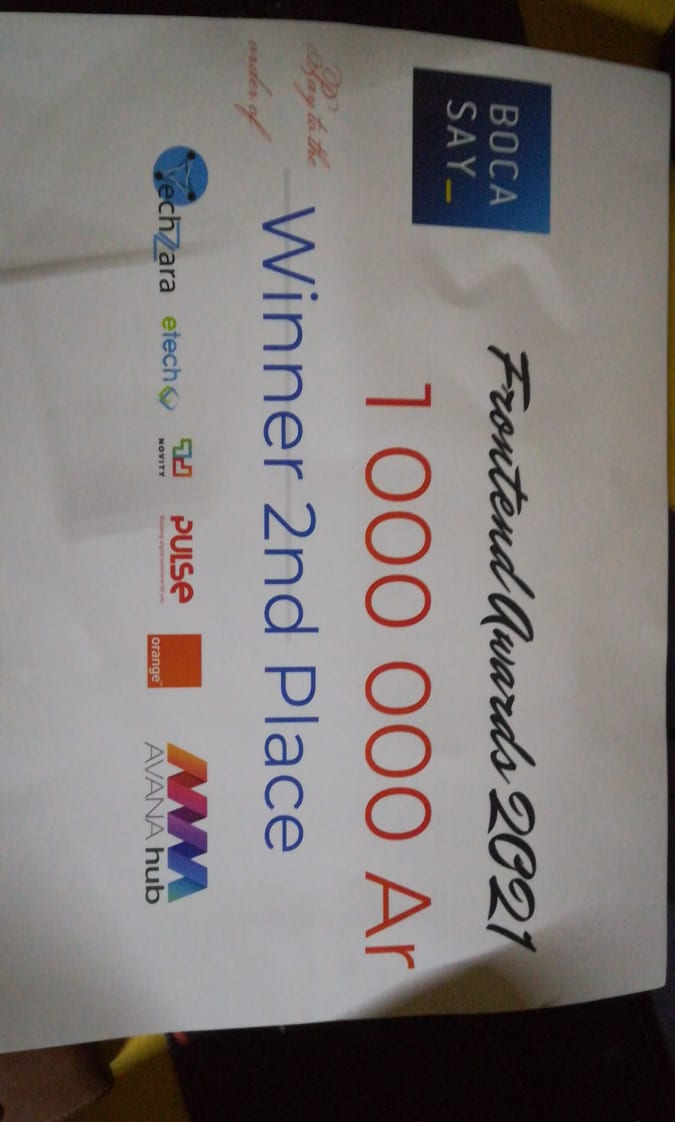 BOCA
SAY_
Frontend Awards 2021
1 000 000 Ar
Pay to the
order of
Winner 2nd Place
TechZara
etech
NOVITY
PULSe
orange
AVANA hub